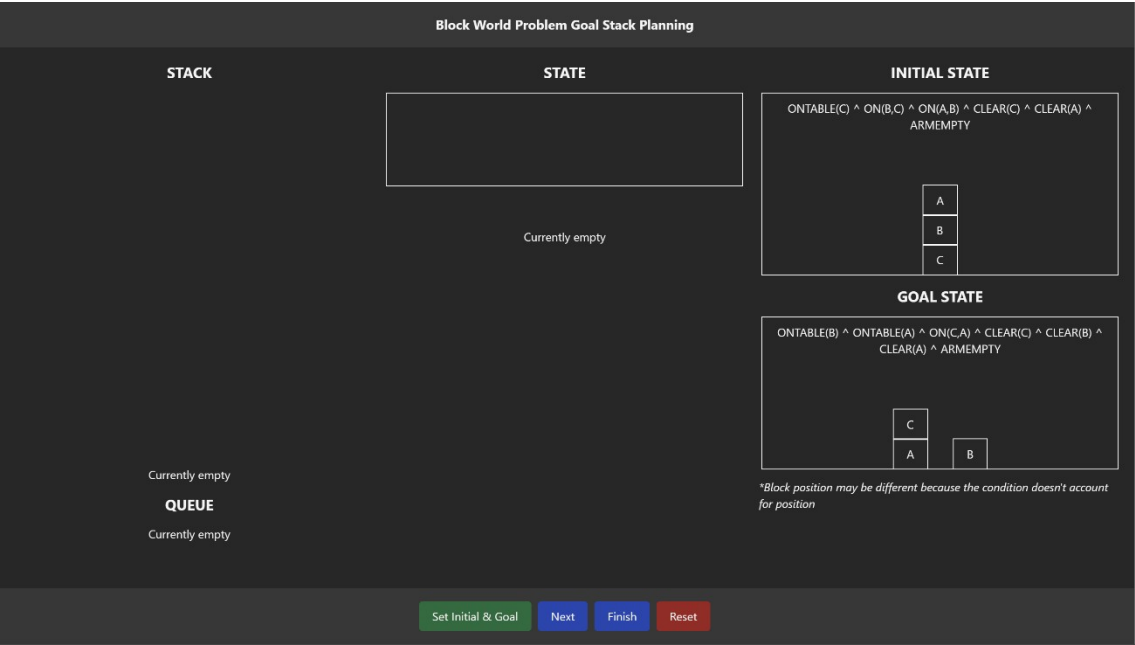 Block World Problem Goal Stack Planning
STACK
Currently empty
QUEUE
Currently empty
STATE
Currently empty
INITIAL STATE
ONTABLE(C) ^ ON(B,C) ^ ON(A,B) ^ CLEAR(C) ^ CLEAR(A) ^
ARMEMPTY
A
B
C
GOAL STATE
ONTABLE(B) ^ ONTABLE(A) ^ ON(C,A) ^ CLEAR(C) ^ CLEAR(B) ^
CLEAR(A) ^ ARMEMPTY
C
A B
*Block position may be different because the condition doesn't account
for position
Set Initial & Goal Next Finish Reset